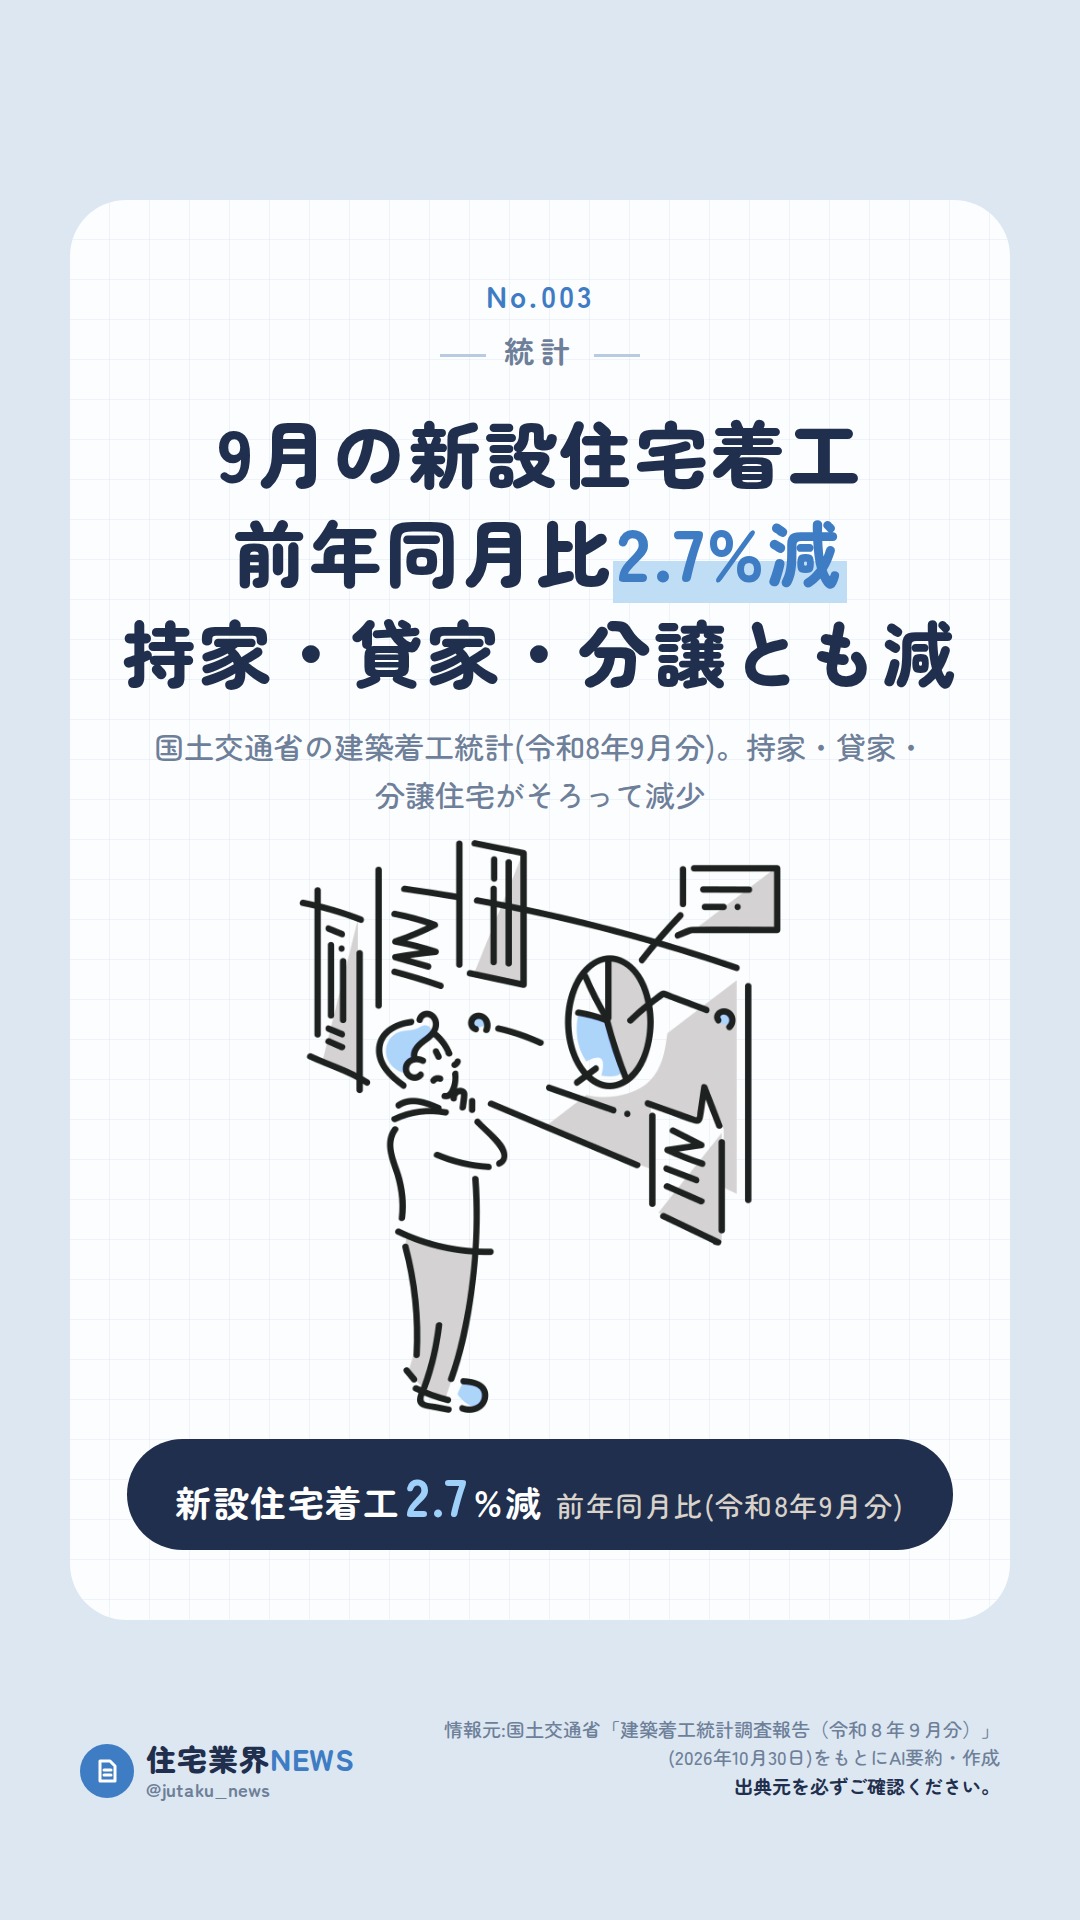 No.003
統計
9月の新設住宅着工
前年同月比2.7%減
持家・貸家・分譲とも減
国土交通省の建築着工統計(令和8年9月分)。持家・貸家・
分譲住宅がそろって減少
新設住宅着工2.7%減 前年同月比(令和8年9月分)
情報元:国土交通省「建築着工統計調査報告（令和８年９月分）」
(2026年10月30日)をもとにAI要約・作成
出典元を必ずご確認ください。
住宅業界NEWS
@jutaku_news